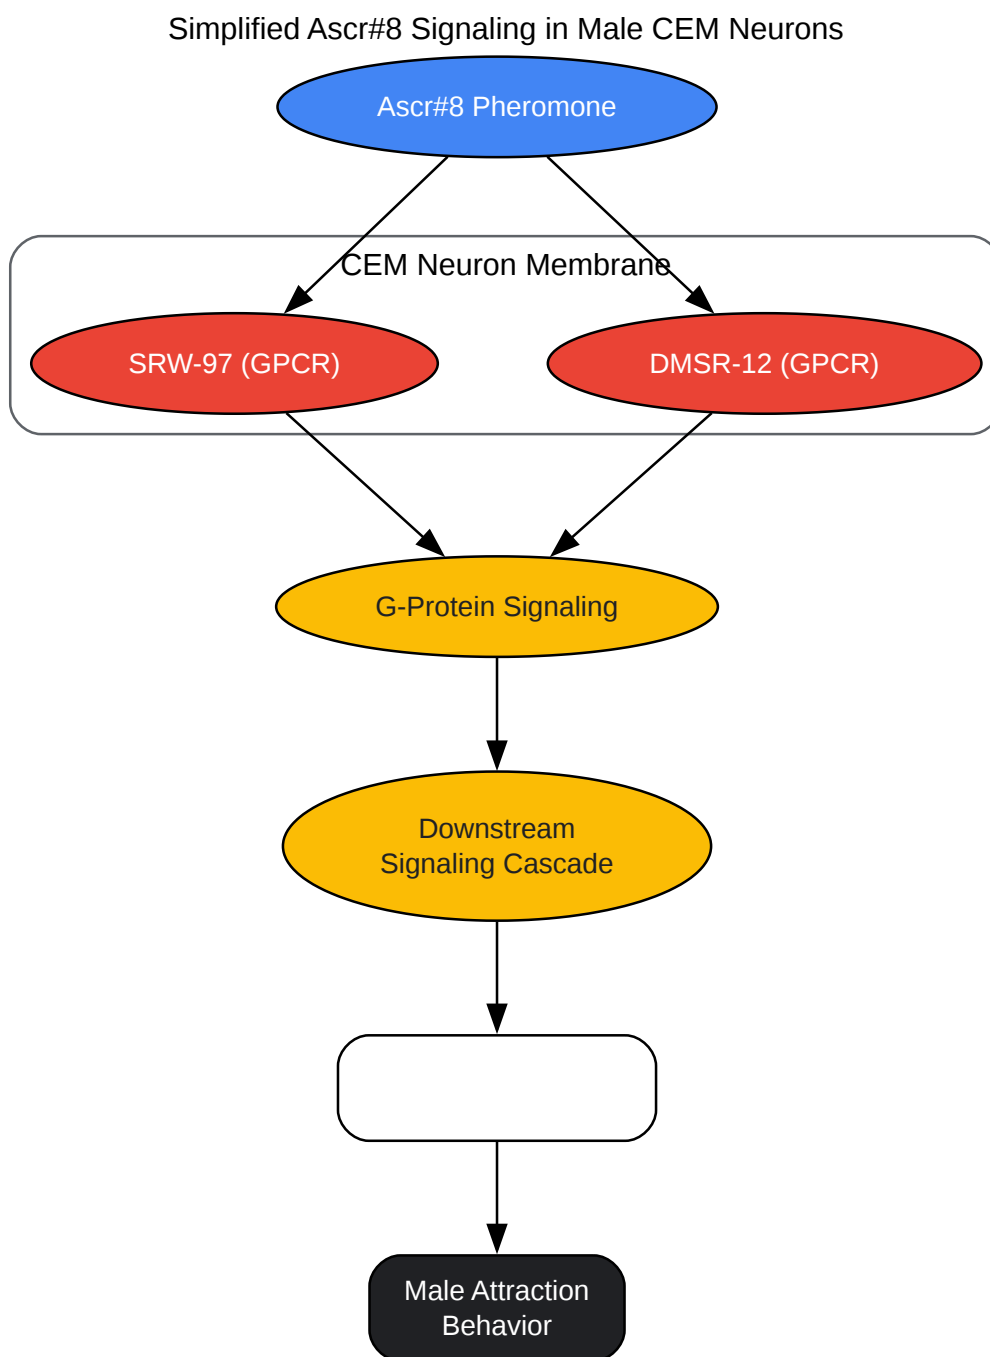 Simplified Ascr#8 Signaling in Male CEM Neurons
Ascr#8 Pheromone
CEM Neuron Membrane
SRW-97 (GPCR)
DMSR-12 (GPCR)
G-Protein Signaling
Downstream
Signaling Cascade
Male Attraction
Behavior